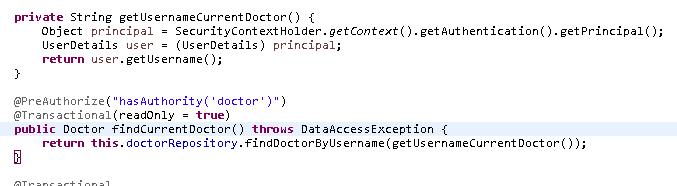 private String getUsernameCurrentDoctor() {
Object principal = SecurityContextHolder.getContext().getAuthentication().getPrincipal();
UserDetails user = (UserDetails) principal;
return user.getUsername();
}
@PreAuthorize("hasAuthority('doctor')")
@Transactional(readOnly = true)
public Doctor findCurrentDoctor() throws DataAccessException {
return this.doctorRepository.findDoctorByUsername(getUsernameCurrentDoctor());
}
@Transactional